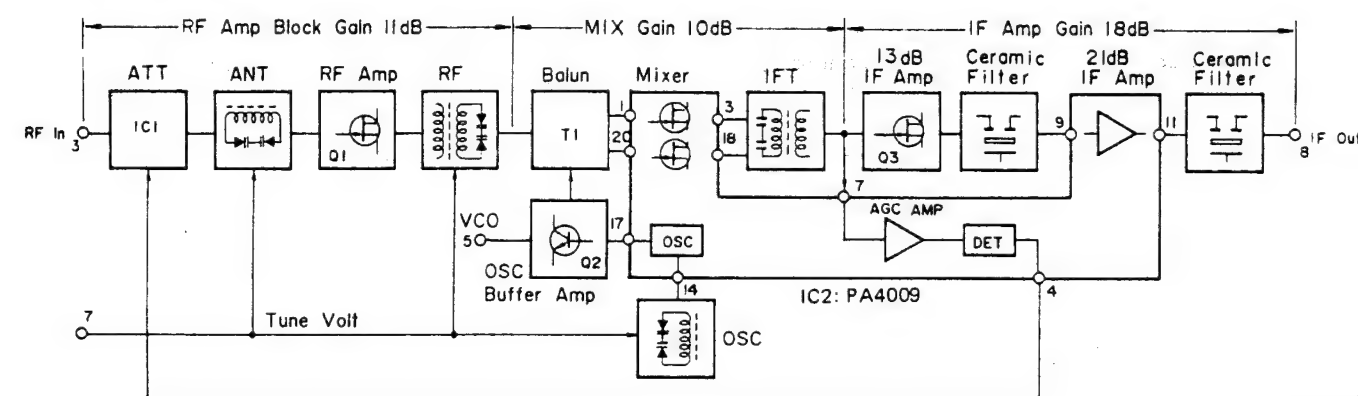 RF Amp Block Gain 11dB
MIX Gain 10dB
IF Amp Gain 18dB
ATT
ANT
RF Amp
RF
Balun
Mixer
IFT
13dB
IF Amp
Ceramic
Filter
21dB
IF Amp
Ceramic
Filter
RF In
3
IC1
Q1
T1
1
20
3
18
Q3
9
11
8
IF Out
7
AGC AMP
VCO
5
17
OSC
DET
Q2
OSC
Buffer Amp
14
IC2: PA4009
4
7
Tune Volt
OSC